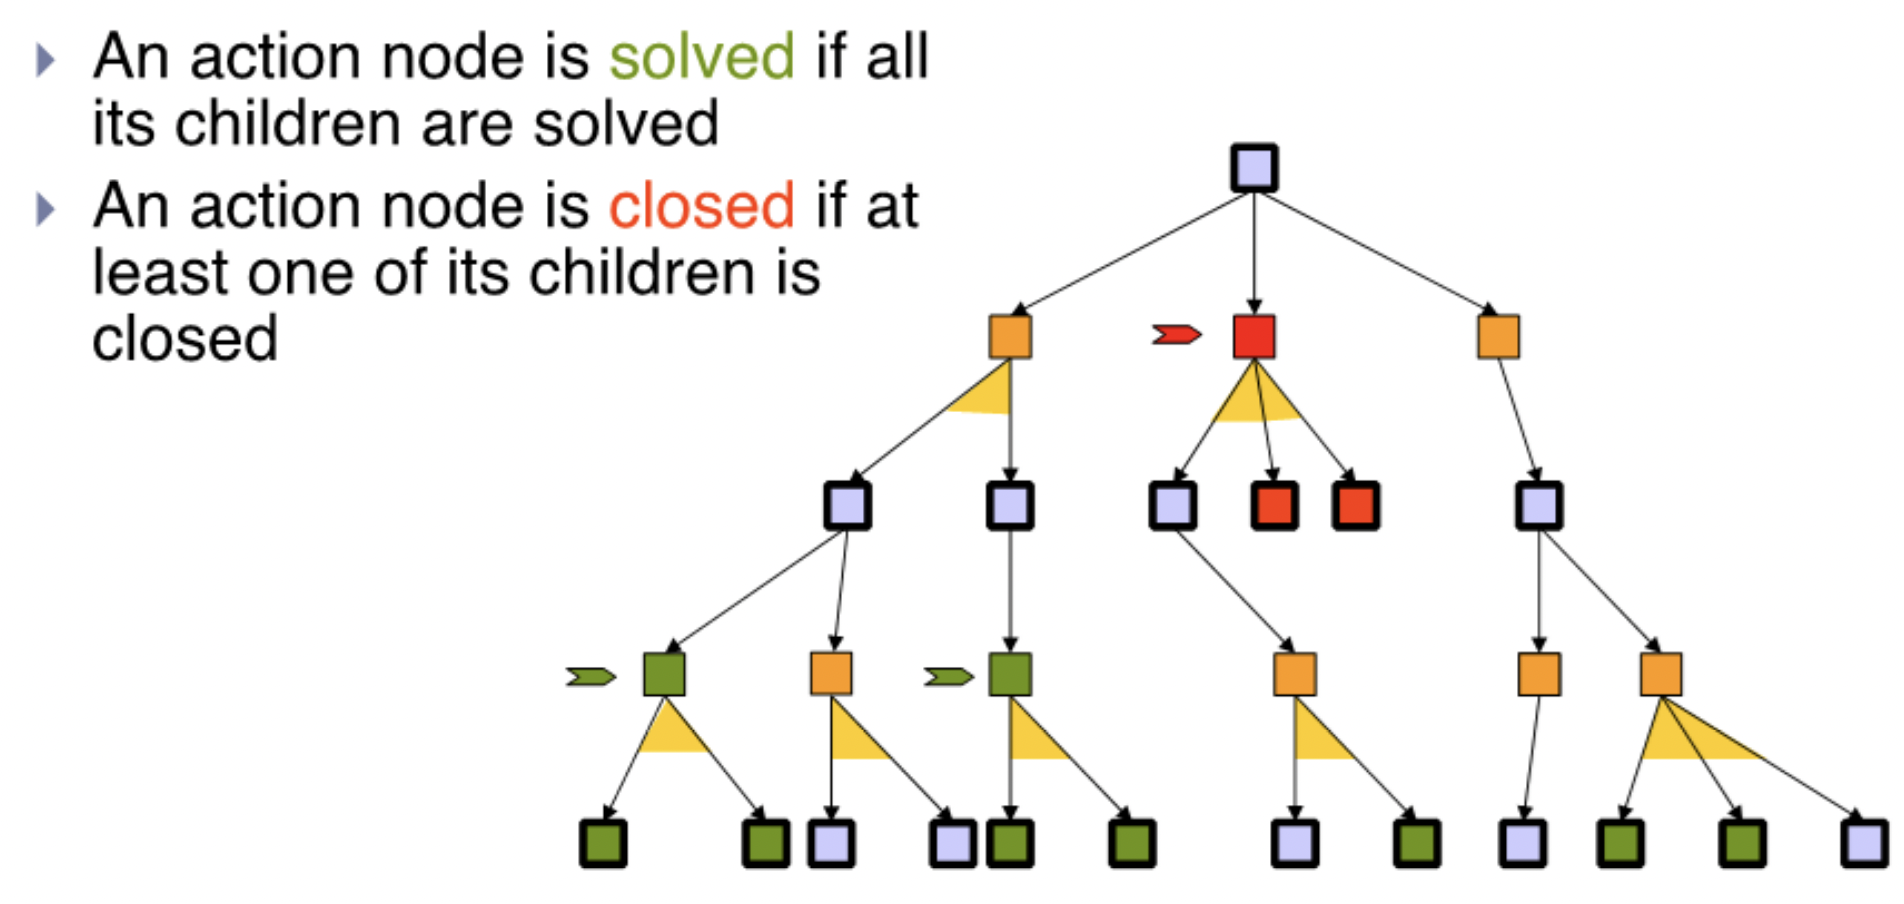 An action node is solved if all
its children are solved
An action node is closed if at
least one of its children is
closed